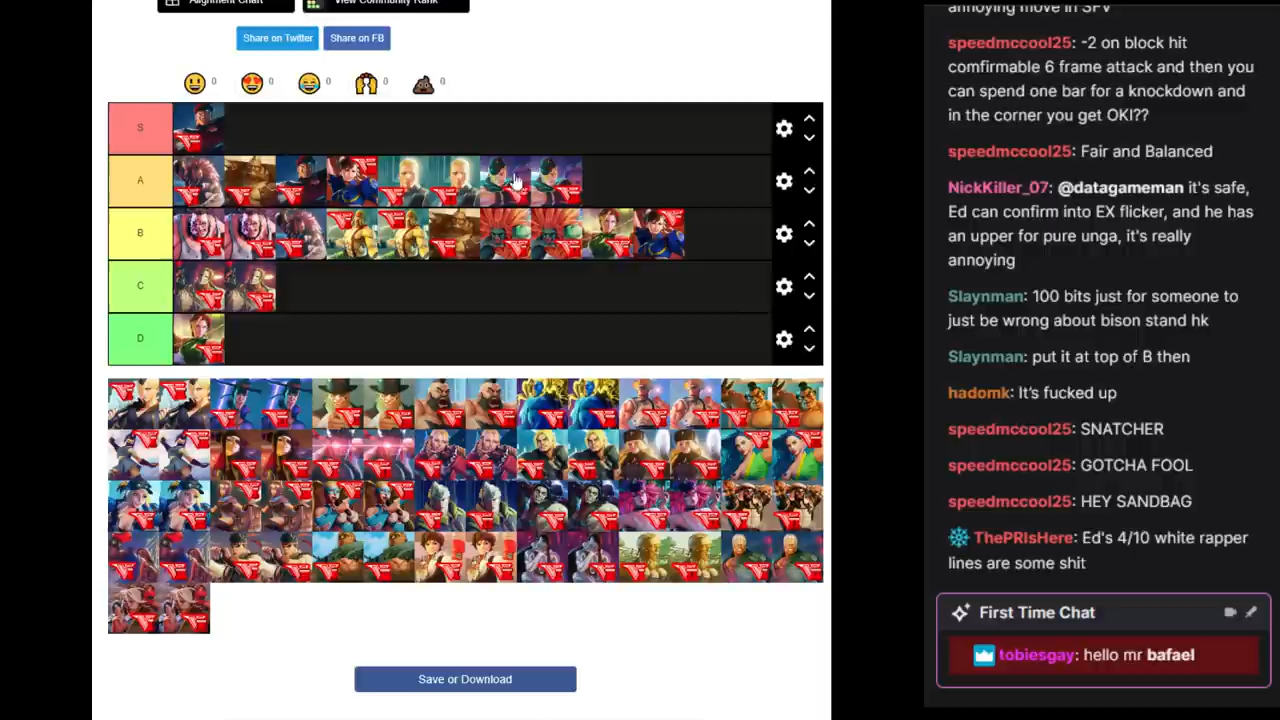 Alignment Chart
View Community Rank
Share on Twitter
Share on FB
0
0
0
0
0
S
A
B
C
D
Save or Download
annoying move in SFV
speedmccool25: -2 on block hit
comfirmable 6 frame attack and then you
can spend one bar for a knockdown and
in the corner you get OKI??
speedmccool25: Fair and Balanced
NickKiller_07: @datagameman it's safe,
Ed can confirm into EX flicker, and he has
an upper for pure unga, it's really
annoying
Slaynman: 100 bits just for someone to
just be wrong about bison stand hk
Slaynman: put it at top of B then
hadomk: It's fucked up
speedmccool25: SNATCHER
speedmccool25: GOTCHA FOOL
speedmccool25: HEY SANDBAG
ThePRIsHere: Ed's 4/10 white rapper
lines are some shit
First Time Chat
tobiesgay: hello mr bafael